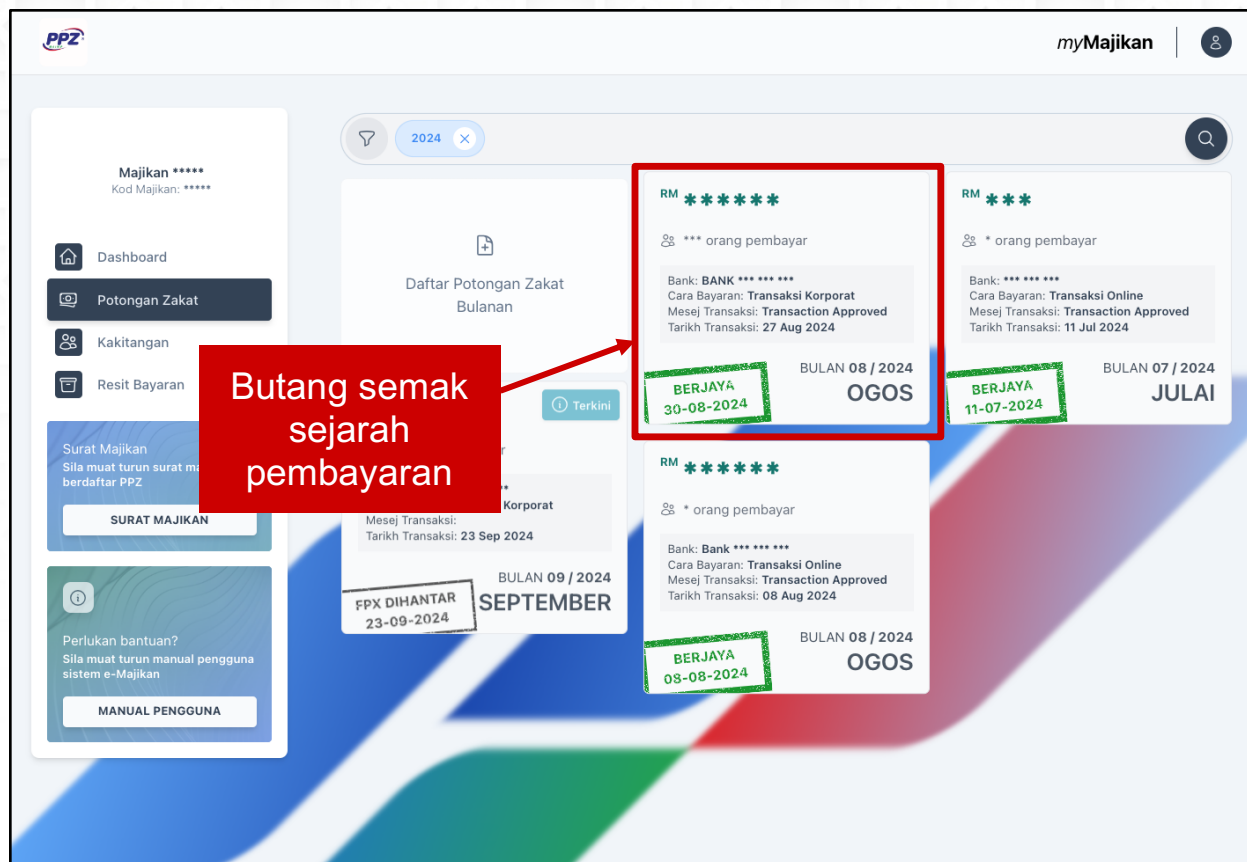 PPZ
myMajikan
2024
Majikan *****
Kod Majikan: *****
Dashboard
Potongan Zakat
Kakitangan
Resit Bayaran
Surat Majikan
Sila muat turun surat
berdaftar PPZ
SURAT MAJIKAN
Perlukan bantuan?
Sila muat turun manual pengguna
sistem e-Majikan
MANUAL PENGGUNA
Daftar Potongan Zakat
Bulanan
Butang semak
sejarah
pembayaran
Terkini
Korporat
Mesej Transaksi:
Tarikh Transaksi: 23 Sep 2024
BULAN 09 / 2024
SEPTEMBER
FPX DIHANTAR
23-09-2024
RM ******
*** orang pembayar
Bank: BANK *** *** ***
Cara Bayaran: Transaksi Korporat
Mesej Transaksi: Transaction Approved
Tarikh Transaksi: 27 Aug 2024
BULAN 08 / 2024
OGOS
BERJAYA
30-08-2024
RM ***
* orang pembayar
Bank: *** *** ***
Cara Bayaran: Transaksi Online
Mesej Transaksi: Transaction Approved
Tarikh Transaksi: 11 Jul 2024
BULAN 07 / 2024
JULAI
BERJAYA
11-07-2024
RM ******
* orang pembayar
Bank: Bank *** *** ***
Cara Bayaran: Transaksi Online
Mesej Transaksi: Transaction Approved
Tarikh Transaksi: 08 Aug 2024
BULAN 08 / 2024
OGOS
BERJAYA
08-08-2024